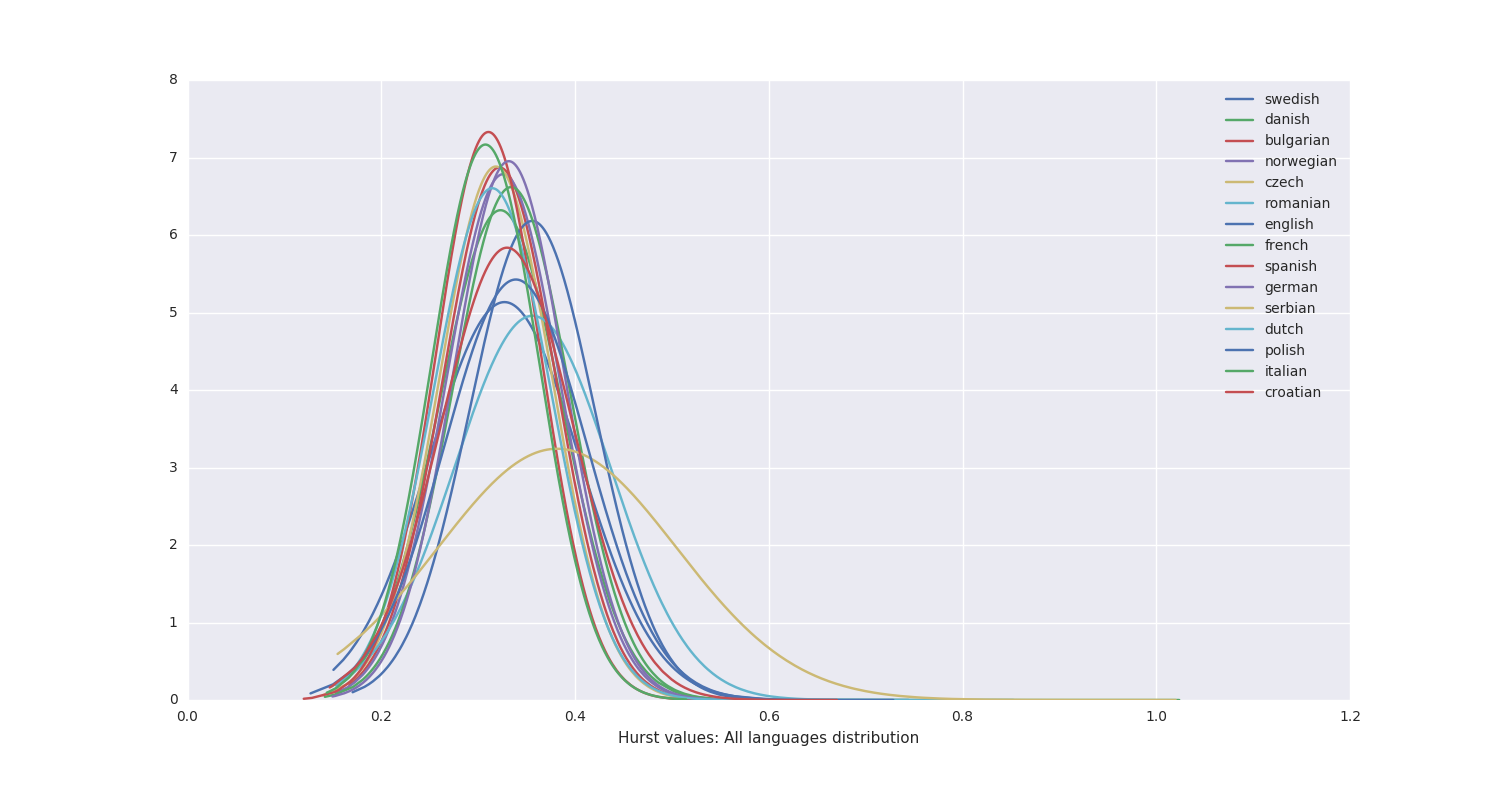 8
7
6
5
4
3
2
1
0
0.0 0.2 0.4 0.6 0.8 1.0 1.2
Hurst values: All languages distribution
swedish
danish
bulgarian
norwegian
czech
romanian
english
french
spanish
german
serbian
dutch
polish
italian
croatian